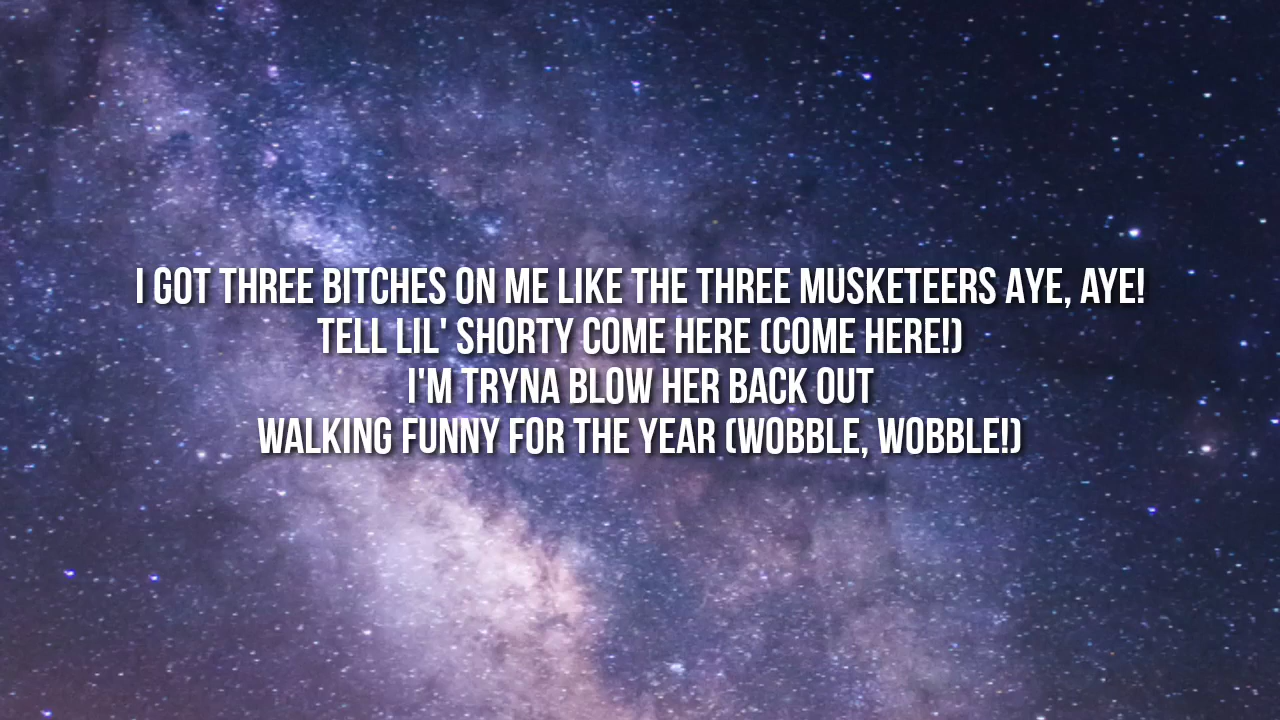 I GOT THREE BITCHES ON ME LIKE THE THREE MUSKETEERS AYE, AYE!
TELL LIL' SHORTY COME HERE (COME HERE!)
I'M TRYNA BLOW HER BACK OUT
WALKING FUNNY FOR THE YEAR (WOBBLE, WOBBLE!)